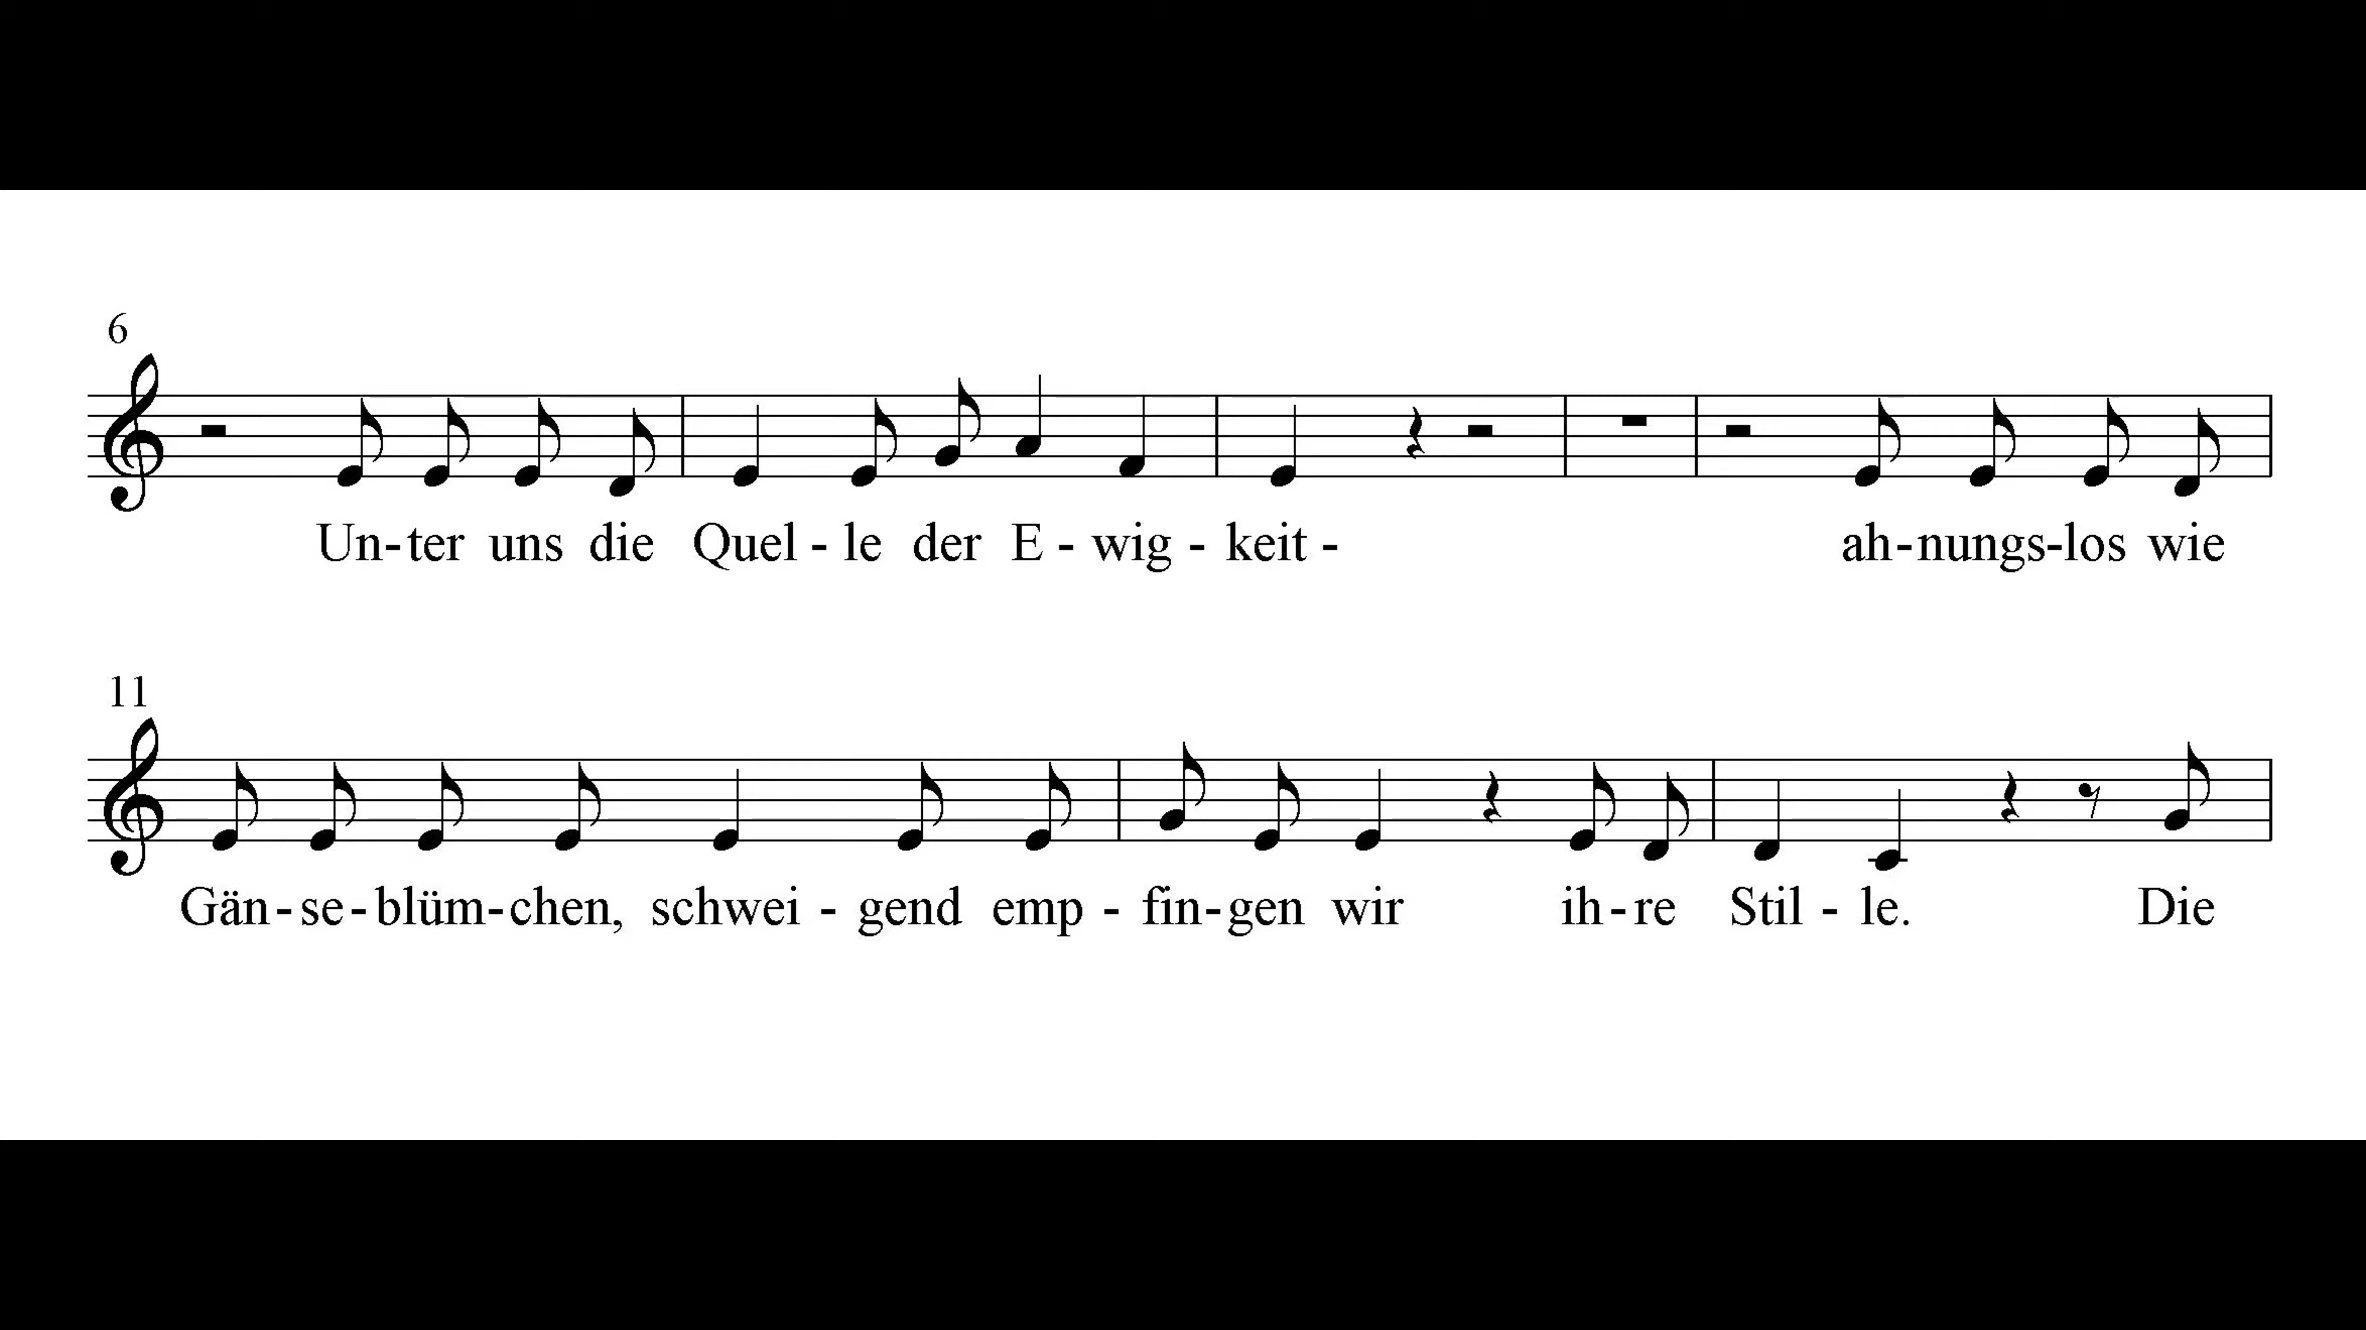 6
Un-ter uns die Quel - le der E - wig - keit - ah-nungs-los wie
11
Gän-se-blüm-chen, schwei - gend emp - fin-gen wir ih-re Stil - le. Die